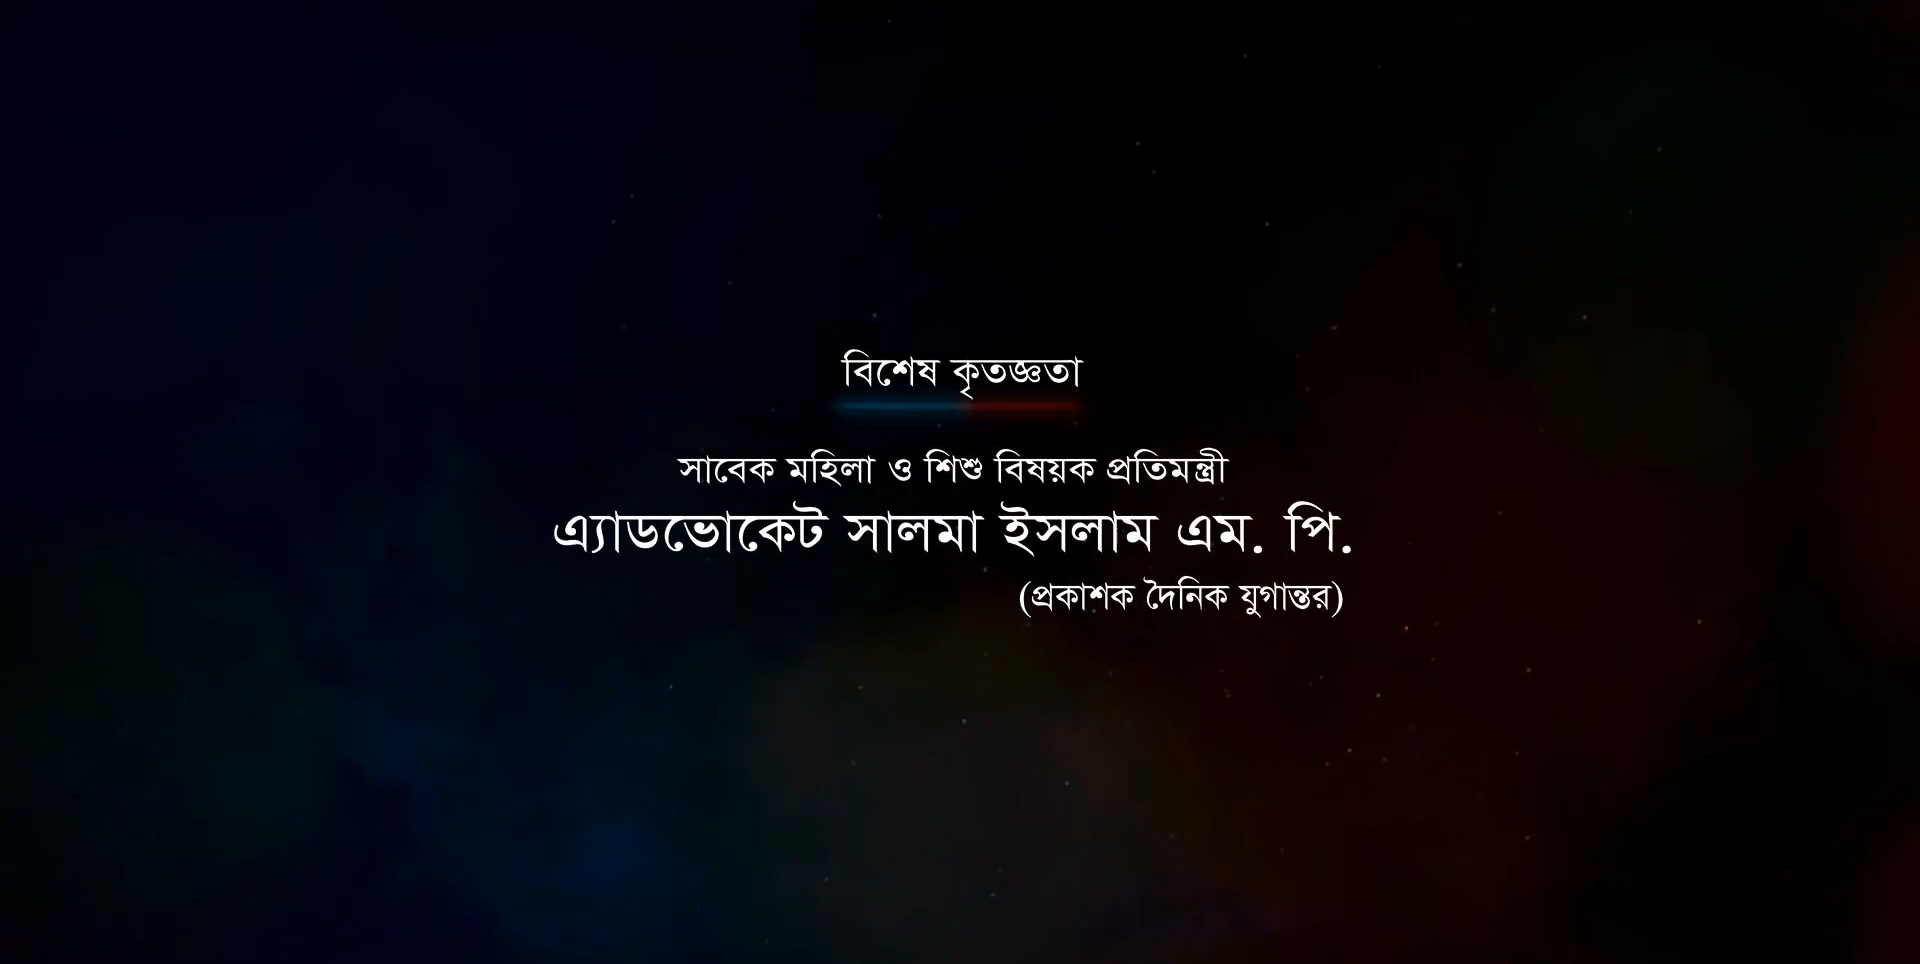 বিশেষ কৃতজ্ঞতা
সাবেক মহিলা ও শিশু বিষয়ক প্রতিমন্ত্রী
এ্যাডভোকেট সালমা ইসলাম এম. পি.
(প্রকাশক দৈনিক যুগান্তর)